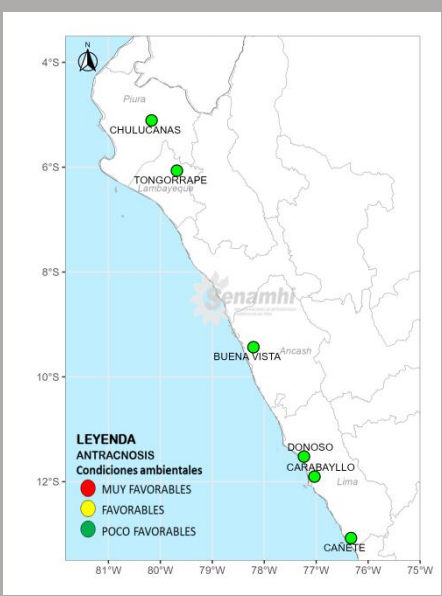 N
4°S
Piura
CHULUCANAS
6°S
TONGORRAPE
Lambayeque
8°S
Senamhi
BUENA VISTA
Ancash
10°S
LEYENDA
ANTRACNOSIS
Condiciones ambientales
MUY FAVORABLES
FAVORABLES
POCO FAVORABLES
DONOSO
CARABAYLLO
12°S
Lima
CAÑETE
81°W 80°W 79°W 78°W 77°W 76°W 75°W